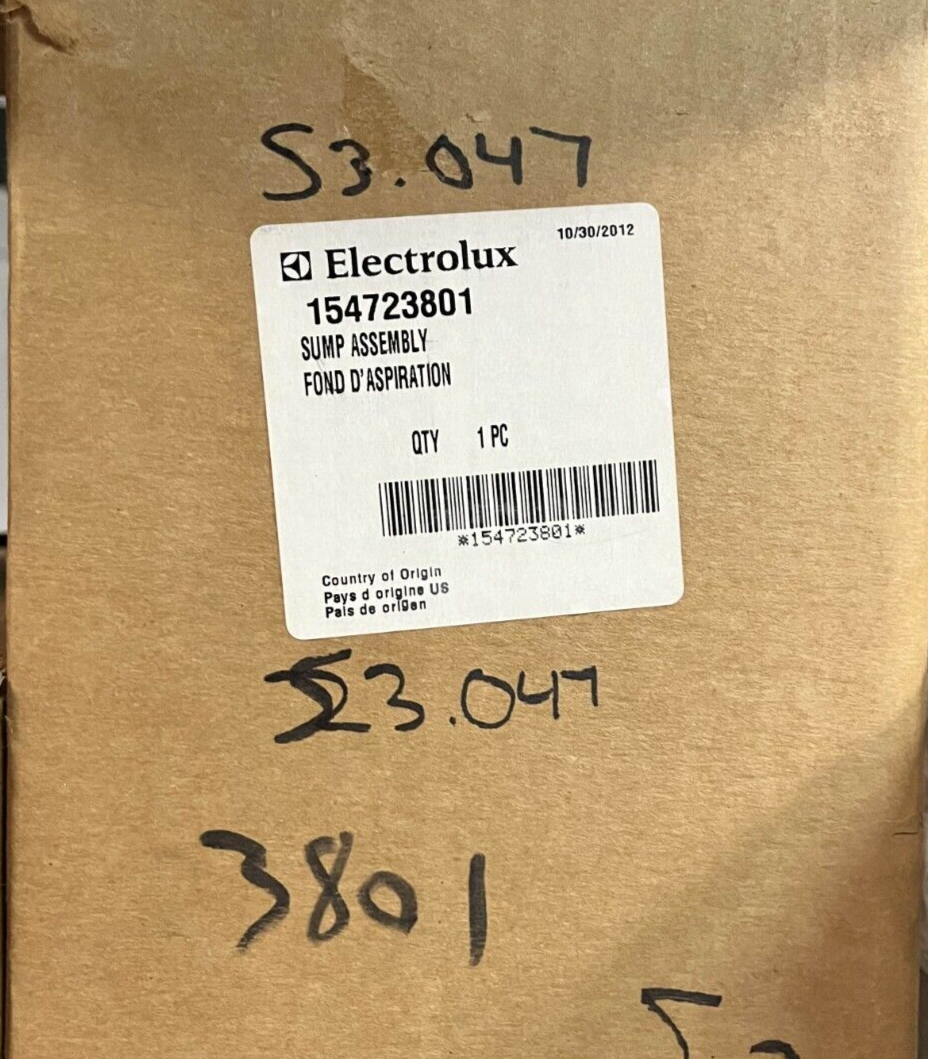 S3.047
Electrolux 10/30/2012
154723801
SUMP ASSEMBLY
FOND D'ASPIRATION
QTY 1 PC
*154723801*
Country of Origin
Pays d origine US
Pais de origen
3.047
3801